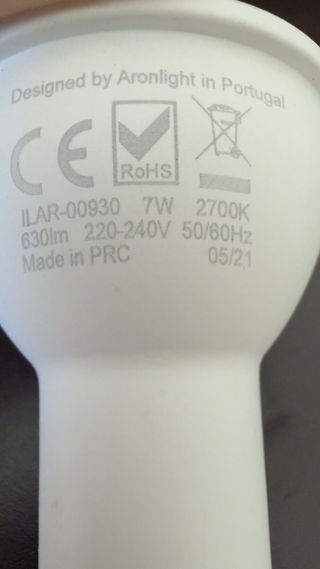 Designed by Aronlight in Portugal
CE RoHS
ILAR-00930 7W 2700K
630lm 220-240V 50/60Hz
Made in PRC 05/21